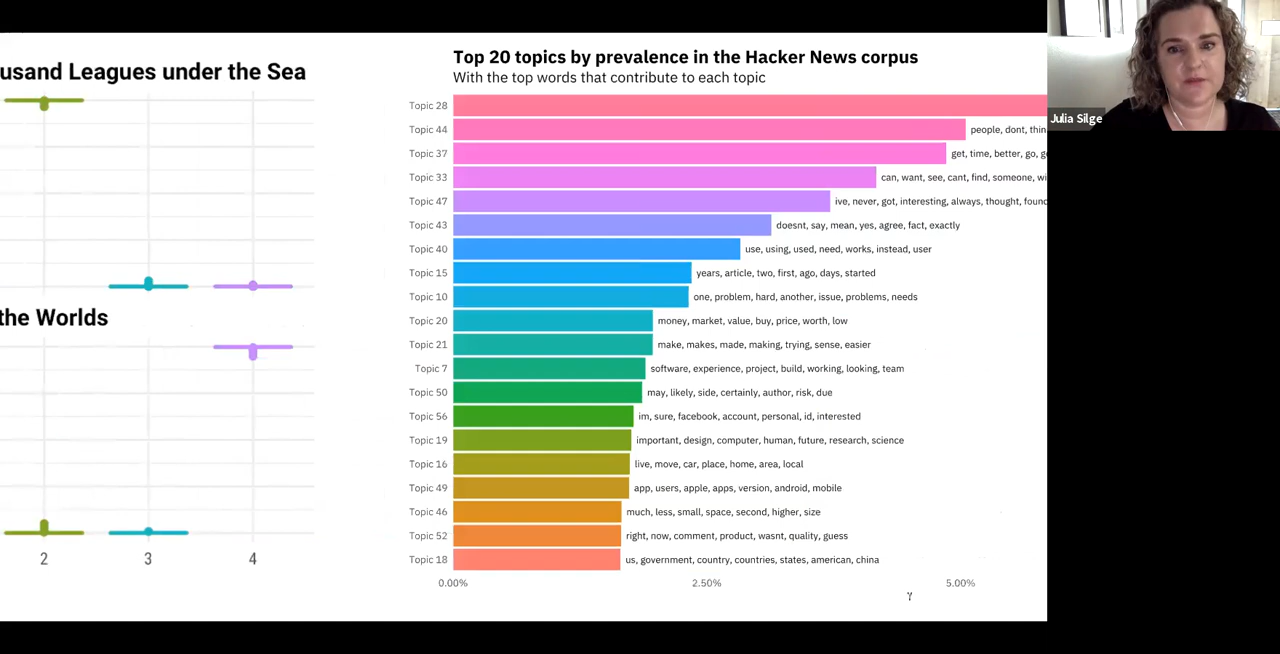 usand Leagues under the Sea
the Worlds
2 3 4
Top 20 topics by prevalence in the Hacker News corpus
With the top words that contribute to each topic
Topic 28
Topic 44 people, dont, thin
Topic 37 get, time, better, go, g
Topic 33 can, want, see, cant, find, someone, wi
Topic 47 ive, never, got, interesting, always, thought, found
Topic 43 doesnt, say, mean, yes, agree, fact, exactly
Topic 40 use, using, used, need, works, instead, user
Topic 15 years, article, two, first, ago, days, started
Topic 10 one, problem, hard, another, issue, problems, needs
Topic 20 money, market, value, buy, price, worth, low
Topic 21 make, makes, made, making, trying, sense, easier
Topic 7 software, experience, project, build, working, looking, team
Topic 50 may, likely, side, certainly, author, risk, due
Topic 56 im, sure, facebook, account, personal, id, interested
Topic 19 important, design, computer, human, future, research, science
Topic 16 live, move, car, place, home, area, local
Topic 49 app, users, apple, apps, version, android, mobile
Topic 46 much, less, small, space, second, higher, size
Topic 52 right, now, comment, product, wasnt, quality, guess
Topic 18 us, government, country, countries, states, american, china
0.00% 2.50% 5.00%
γ
Julia Silge